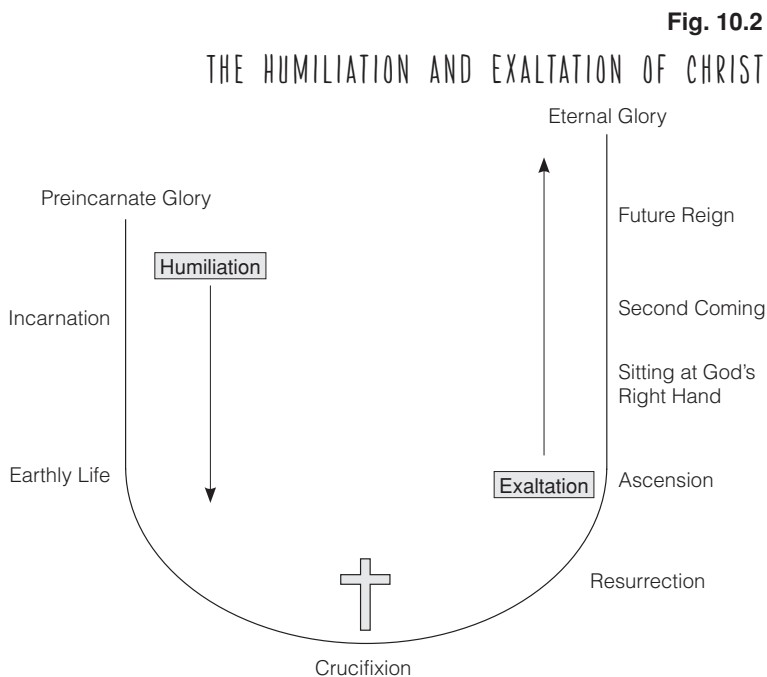 Fig. 10.2
THE HUMILIATION AND EXALTATION OF CHRIST
Preincarnate Glory
Humiliation
Incarnation
Earthly Life
Crucifixion
Resurrection
Exaltation
Ascension
Sitting at God's
Right Hand
Second Coming
Future Reign
Eternal Glory